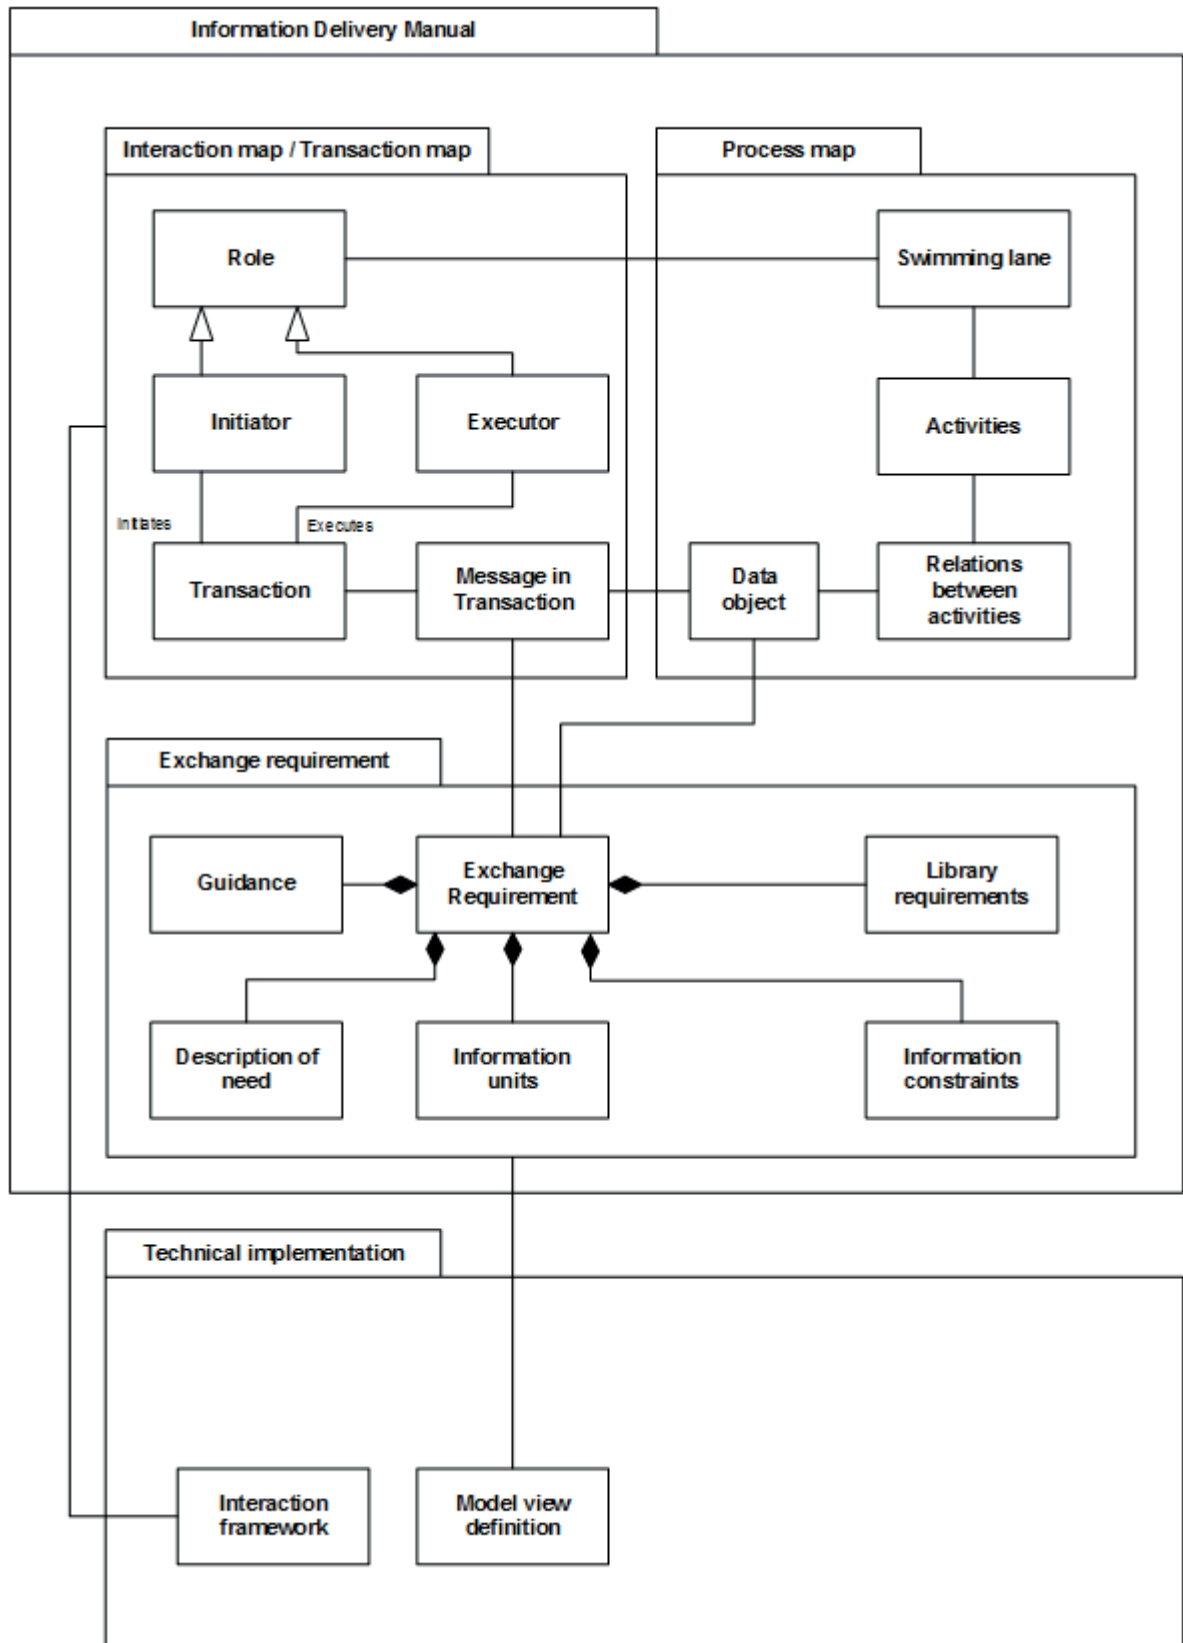 Information Delivery Manual
Interaction map / Transaction map
Process map
Role
Swimming lane
Initiator
Executor
Activities
Initiates
Executes
Transaction
Message in
Transaction
Data
object
Relations
between
activities
Exchange requirement
Guidance
Exchange
Requirement
Library
requirements
Description of
need
Information
units
Information
constraints
Technical implementation
Interaction
framework
Model view
definition